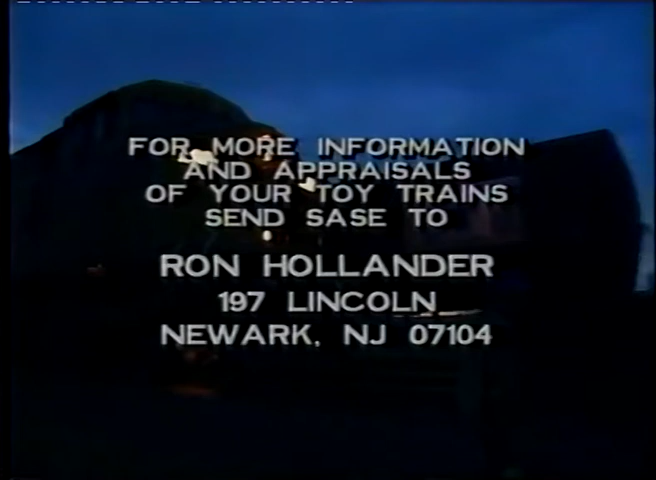 FOR MORE INFORMATION
AND APPRAISALS
OF YOUR TOY TRAINS
SEND SASE TO
RON HOLLANDER
197 LINCOLN
NEWARK, NJ 07104